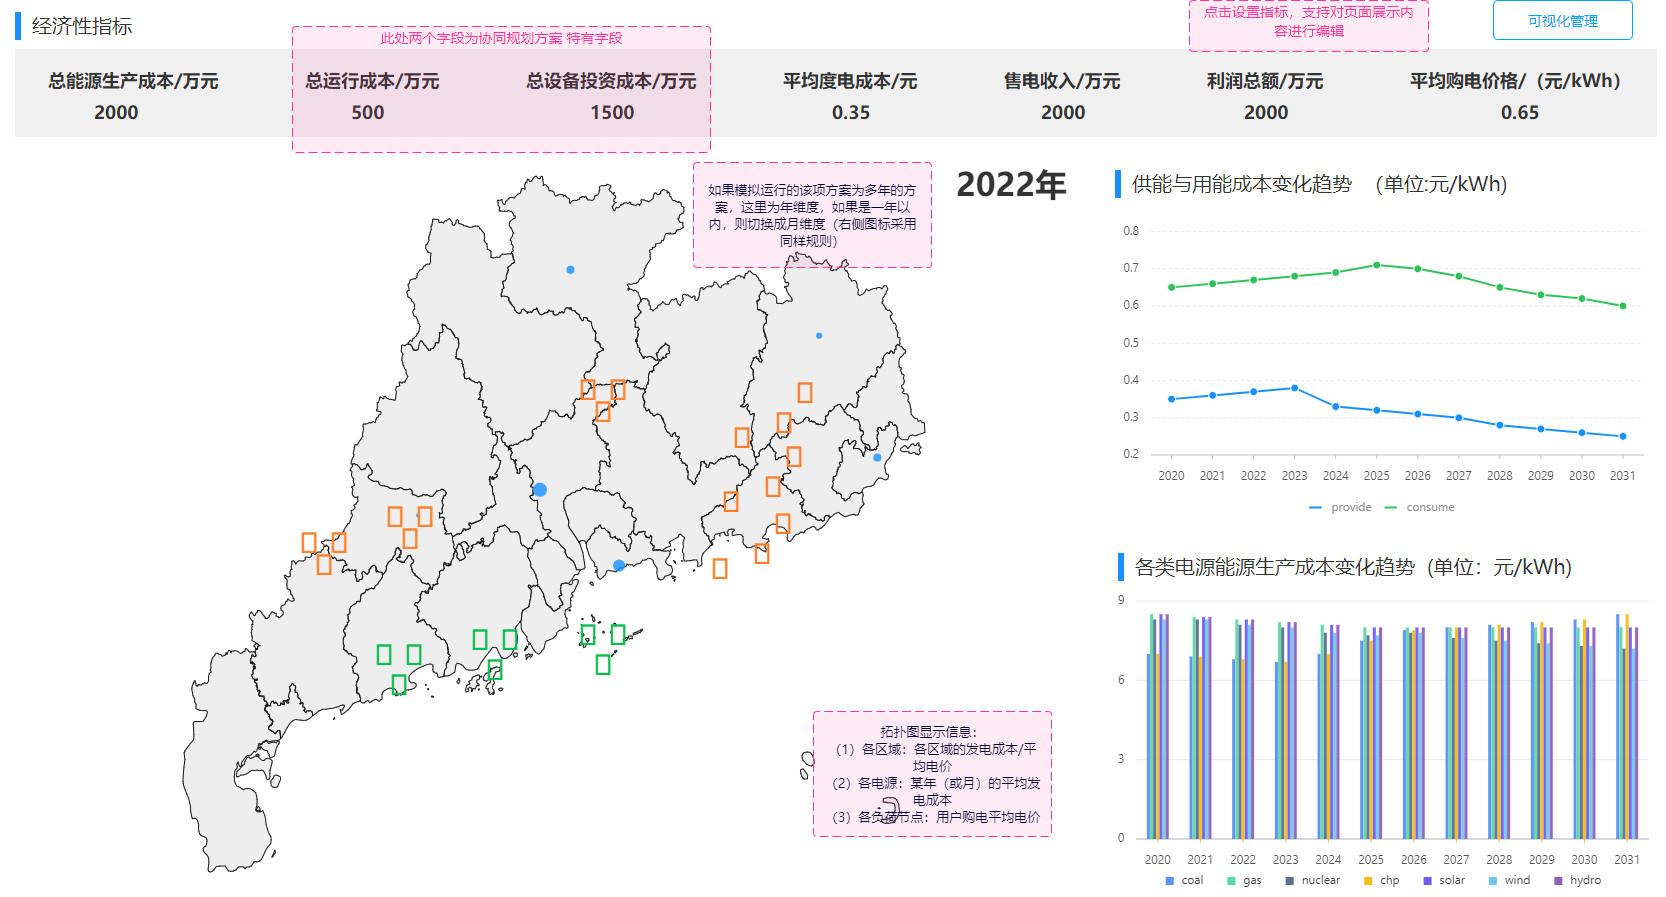 经济性指标
此处两个字段为协同规划方案 特有字段
点击设置指标，支持对页面展示内
容进行编辑
可视化管理
总能源生产成本/万元
总运行成本/万元
总设备投资成本/万元
平均度电成本/元
售电收入/万元
利润总额/万元
平均购电价格/（元/kWh）
2000
500
1500
0.35
2000
2000
0.65
如果模拟运行的该项方案为多年的方
案，这里为年维度，如果是一年以
内，则切换成月维度（右侧图标采用
同样规则）
2022年
供能与用能成本变化趋势 （单位:元/kWh)
0.8
0.7
0.6
0.5
0.4
0.3
0.2
2020 2021 2022 2023 2024 2025 2026 2027 2028 2029 2030 2031
provide consume
各类电源能源生产成本变化趋势（单位：元/kWh)
9
6
3
0
2020 2021 2022 2023 2024 2025 2026 2027 2028 2029 2030 2031
coal gas nuclear chp solar wind hydro
拓扑图显示信息：
（1）各区域：各区域的发电成本/平
均电价
（2）各电源：某年（或月）的平均发
电成本
（3）各负荷节点：用户购电平均电价